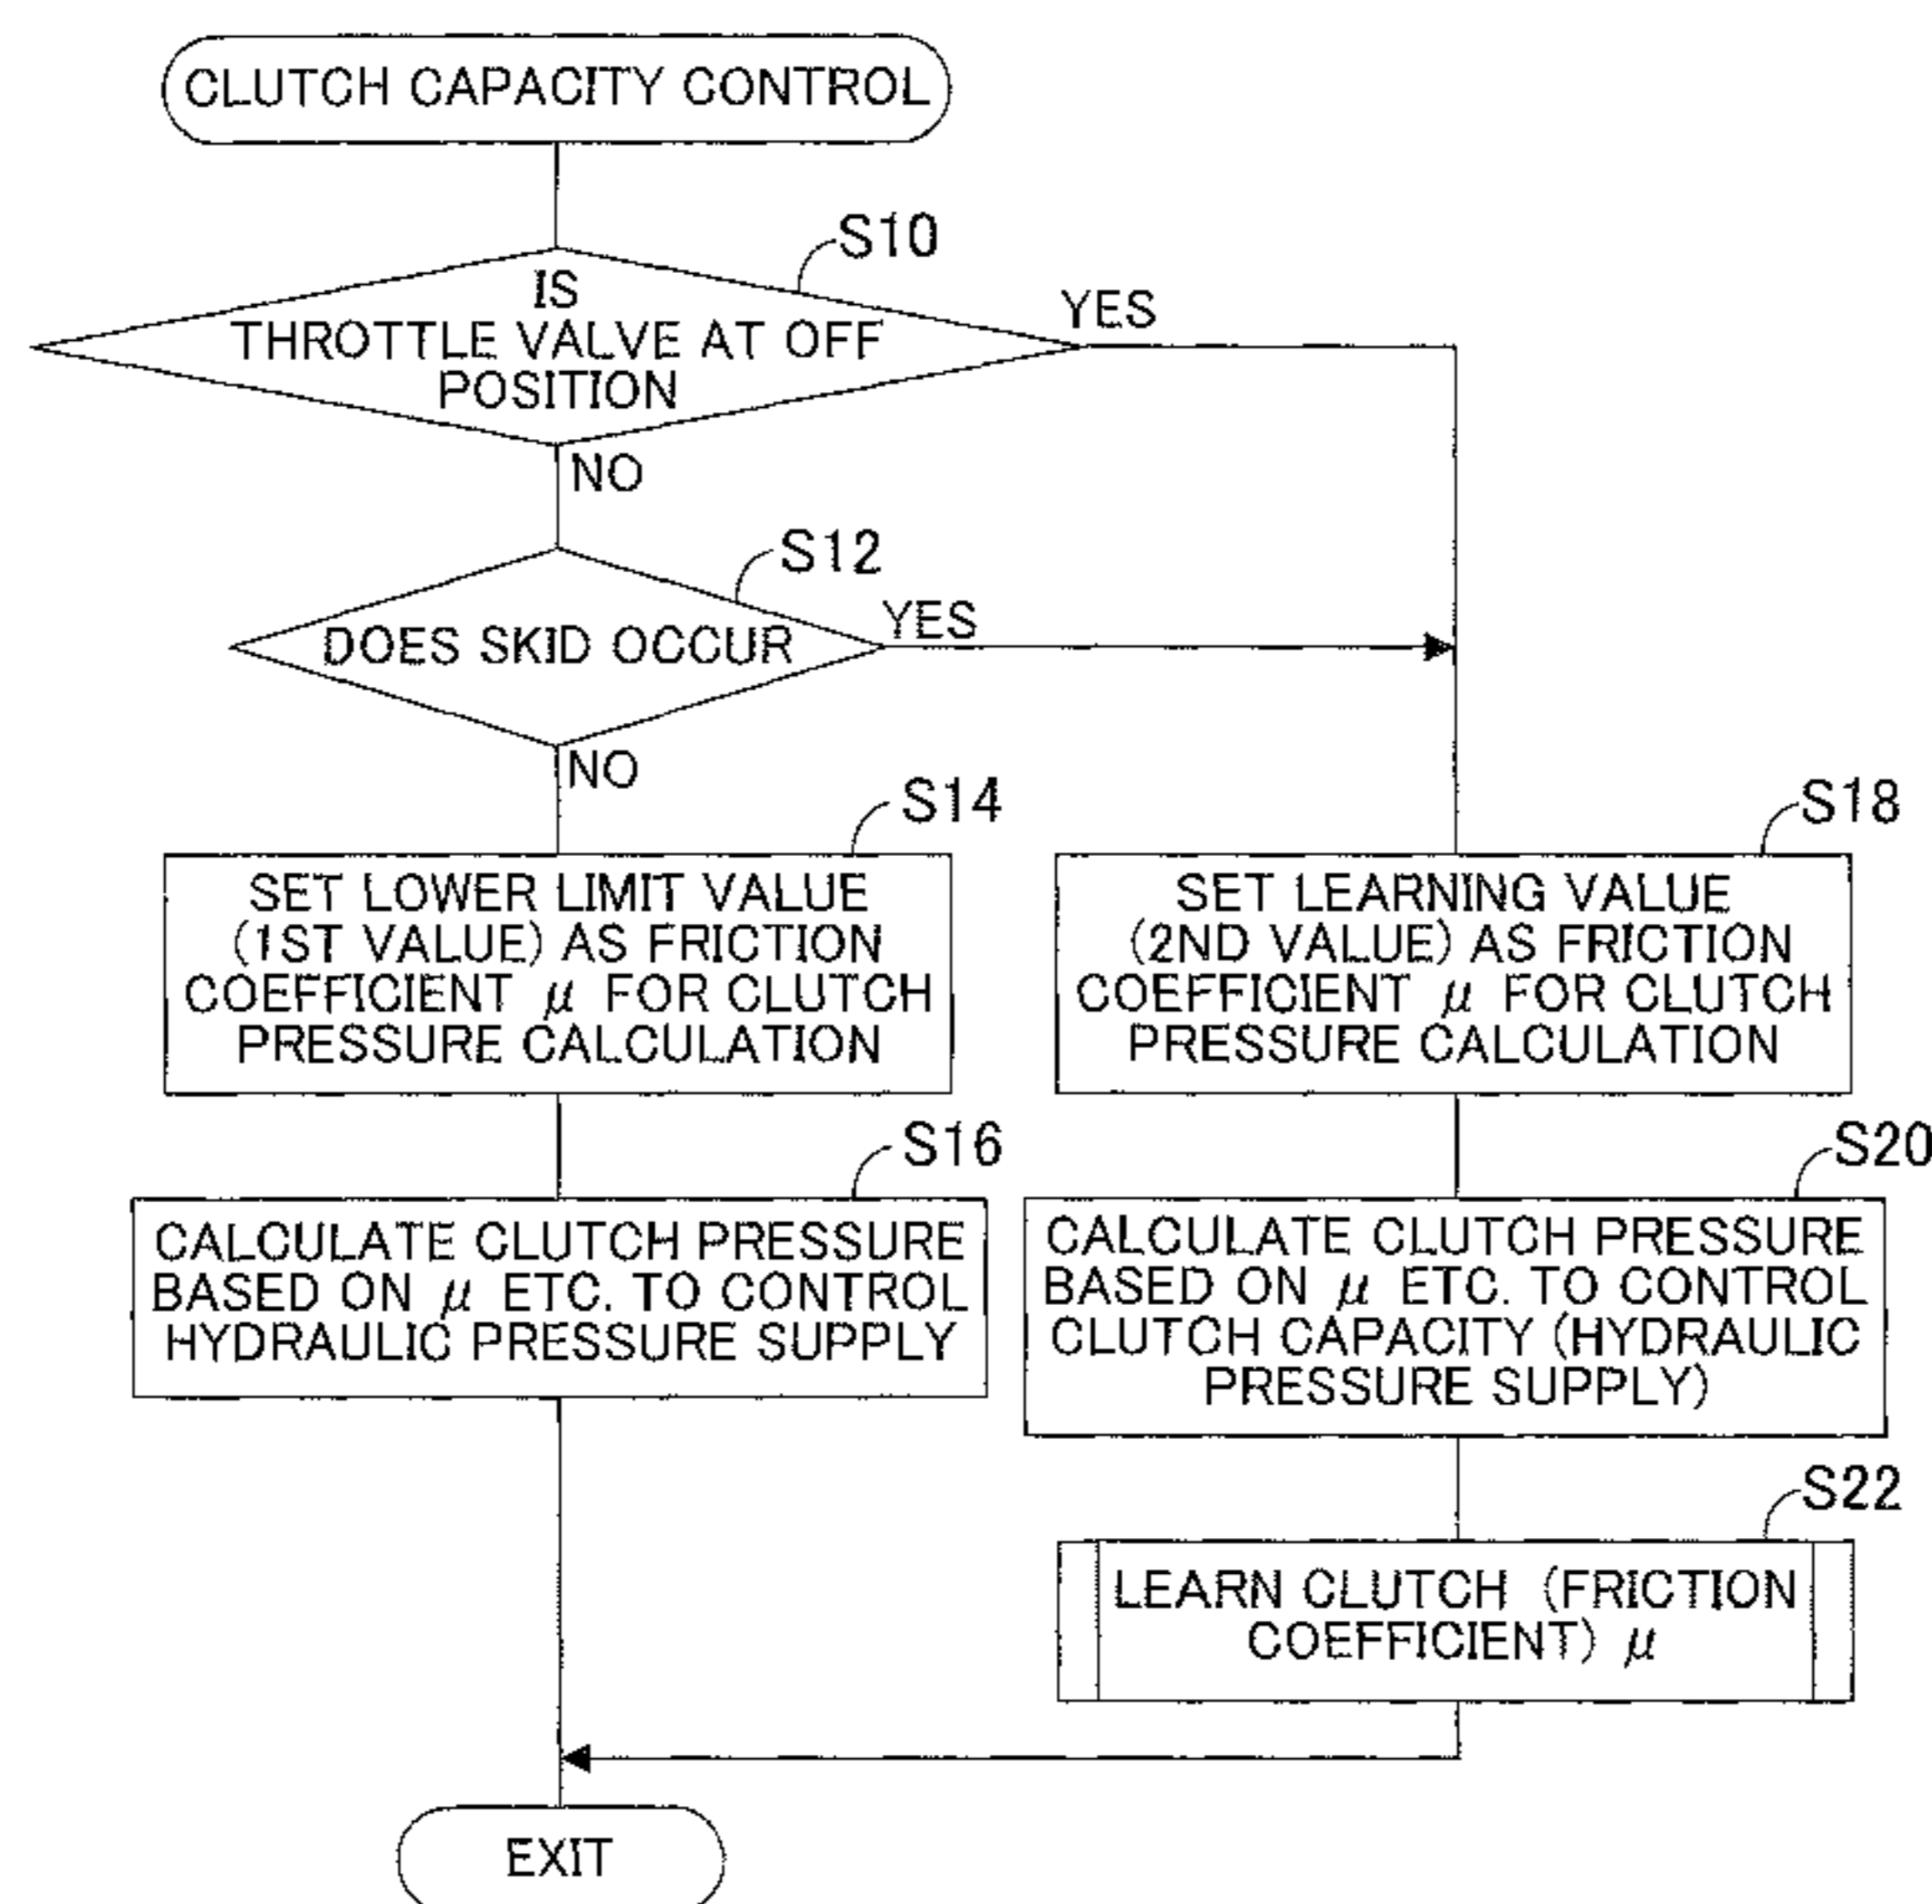 CLUTCH CAPACITY CONTROL
S10
IS
THROTTLE VALVE AT OFF
POSITION
YES
NO
S12
DOES SKID OCCUR
YES
NO
S14
SET LOWER LIMIT VALUE
(1ST VALUE) AS FRICTION
COEFFICIENT μ FOR CLUTCH
PRESSURE CALCULATION
S16
CALCULATE CLUTCH PRESSURE
BASED ON μ ETC. TO CONTROL
HYDRAULIC PRESSURE SUPPLY
S18
SET LEARNING VALUE
(2ND VALUE) AS FRICTION
COEFFICIENT μ FOR CLUTCH
PRESSURE CALCULATION
S20
CALCULATE CLUTCH PRESSURE
BASED ON μ ETC. TO CONTROL
CLUTCH CAPACITY (HYDRAULIC
PRESSURE SUPPLY)
S22
LEARN CLUTCH (FRICTION
COEFFICIENT) μ
EXIT